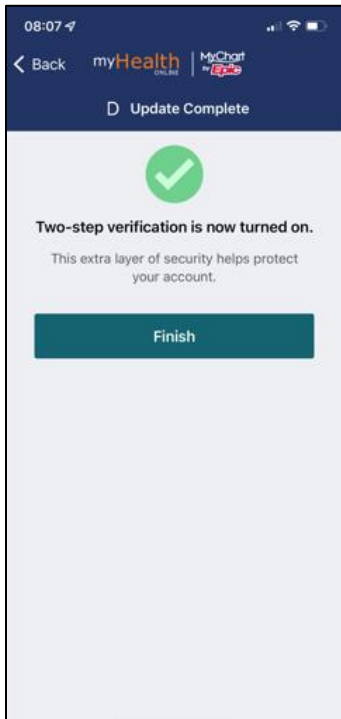 08:07
Back myHealth ONLINE MyChart by Epic
D Update Complete
Two-step verification is now turned on.
This extra layer of security helps protect
your account.
Finish